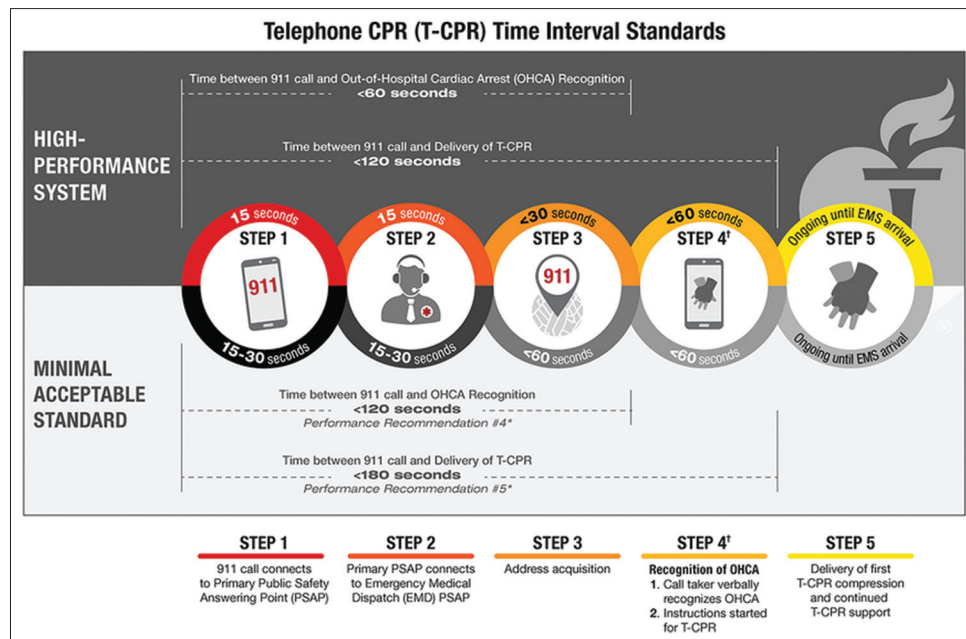 Telephone CPR (T-CPR) Time Interval Standards
Time between 911 call and Out-of-Hospital Cardiac Arrest (OHCA) Recognition
<60 seconds
HIGH-
PERFORMANCE
SYSTEM
Time between 911 call and Delivery of T-CPR
<120 seconds
15 seconds
STEP 1
911
15-30 seconds
15 seconds
STEP 2
15-30 seconds
<30 seconds
STEP 3
911
<60 seconds
<60 seconds
STEP 4†
<60 seconds
Ongoing until EMS arrival
STEP 5
Ongoing until EMS arrival
®
MINIMAL
ACCEPTABLE
STANDARD
Time between 911 call and OHCA Recognition
<120 seconds
Performance Recommendation #4*
Time between 911 call and Delivery of T-CPR
<180 seconds
Performance Recommendation #5*
STEP 1
911 call connects
to Primary Public Safety
Answering Point (PSAP)
STEP 2
Primary PSAP connects
to Emergency Medical
Dispatch (EMD) PSAP
STEP 3
Address acquisition
STEP 4†
Recognition of OHCA
1. Call taker verbally
recognizes OHCA
2. Instructions started
for T-CPR
STEP 5
Delivery of first
T-CPR compression
and continued
T-CPR support